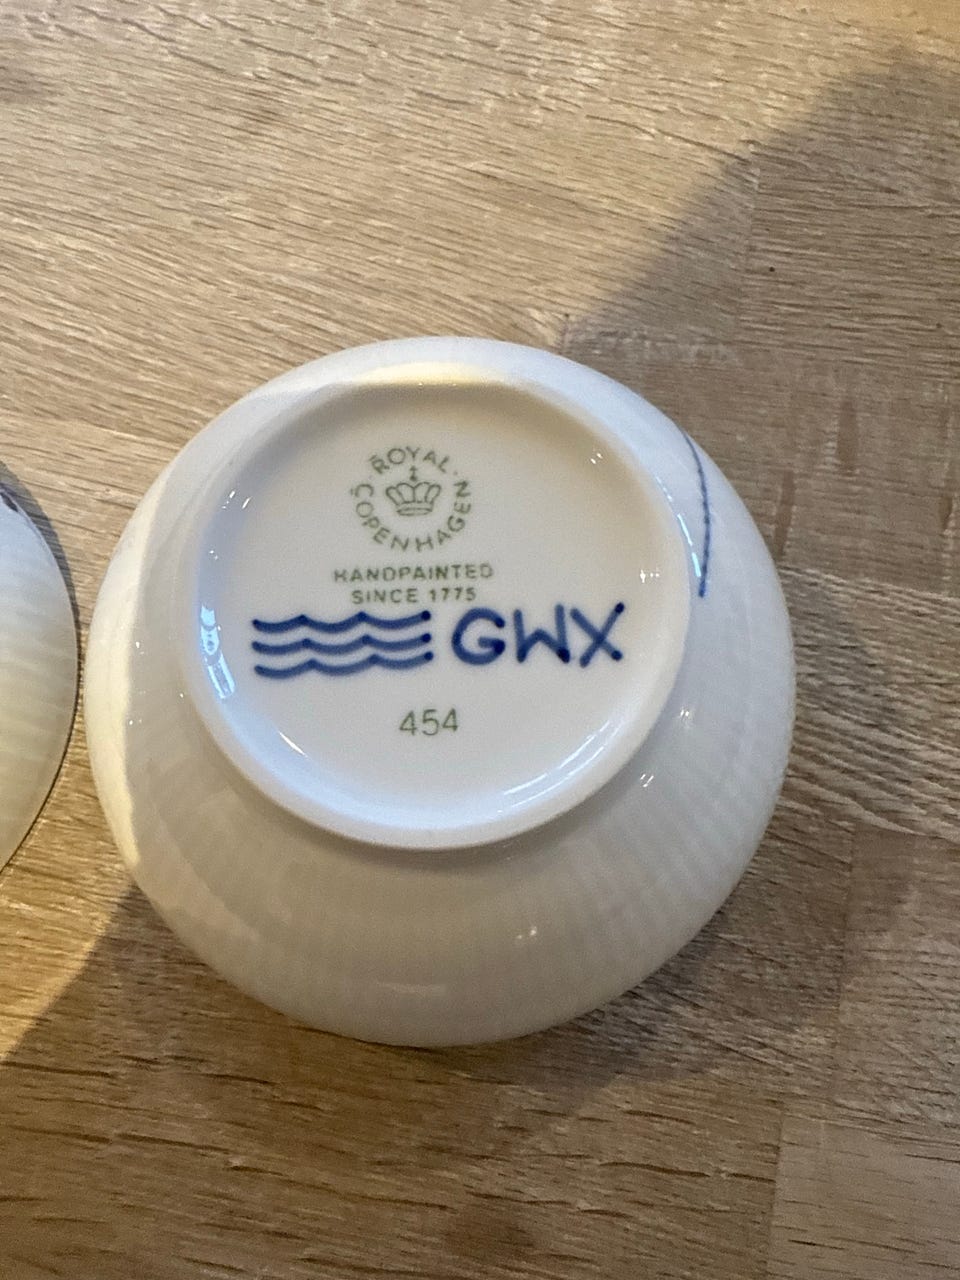 ROYAL COPENHAGEN
HANDPAINTED
SINCE 1775
GWX
454